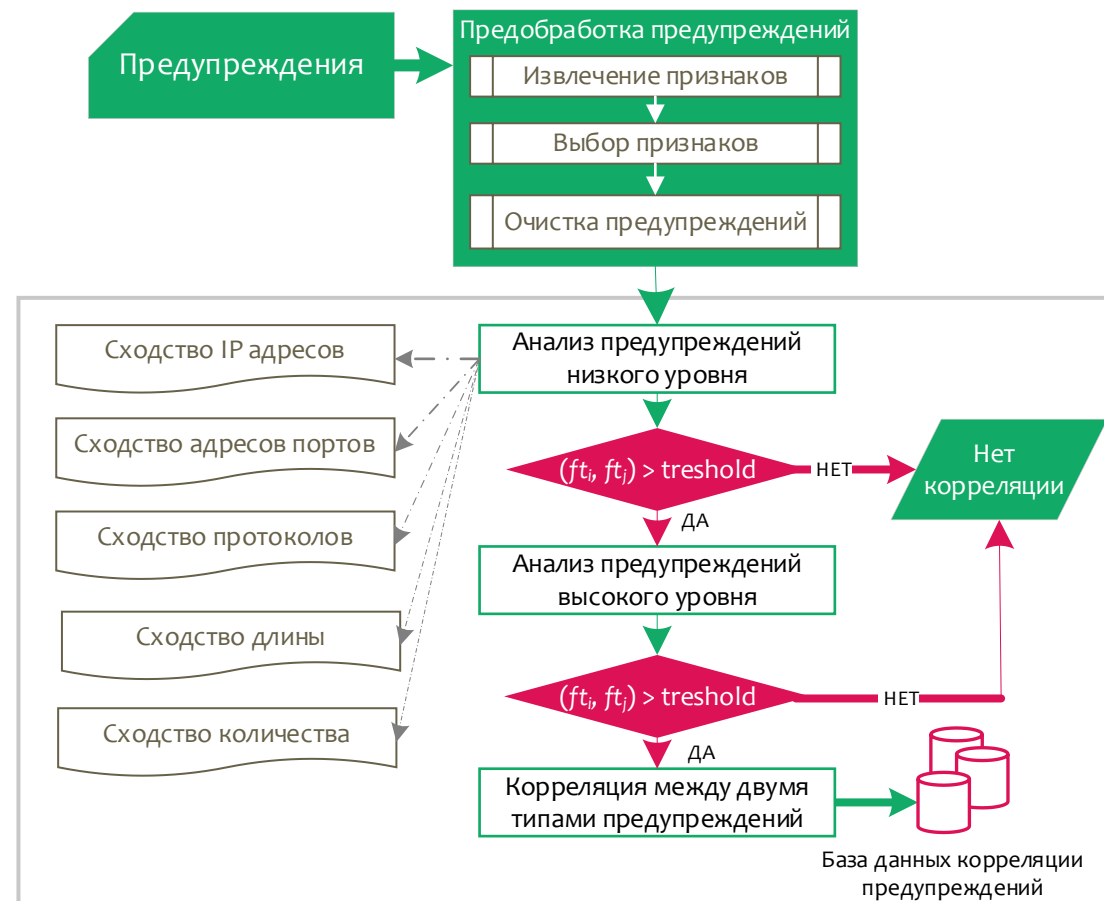 Предупреждения
Предобработка предупреждений
Извлечение признаков
Выбор признаков
Очистка предупреждений
Сходство IP адресов
Сходство адресов портов
Сходство протоколов
Сходство длины
Сходство количества
Анализ предупреждений
низкого уровня
(ftᵢ, ftⱼ) > treshold
НЕТ
Нет
корреляции
ДА
Анализ предупреждений
высокого уровня
(ftᵢ, ftⱼ) > treshold
НЕТ
ДА
Корреляция между двумя
типами предупреждений
База данных корреляции
предупреждений